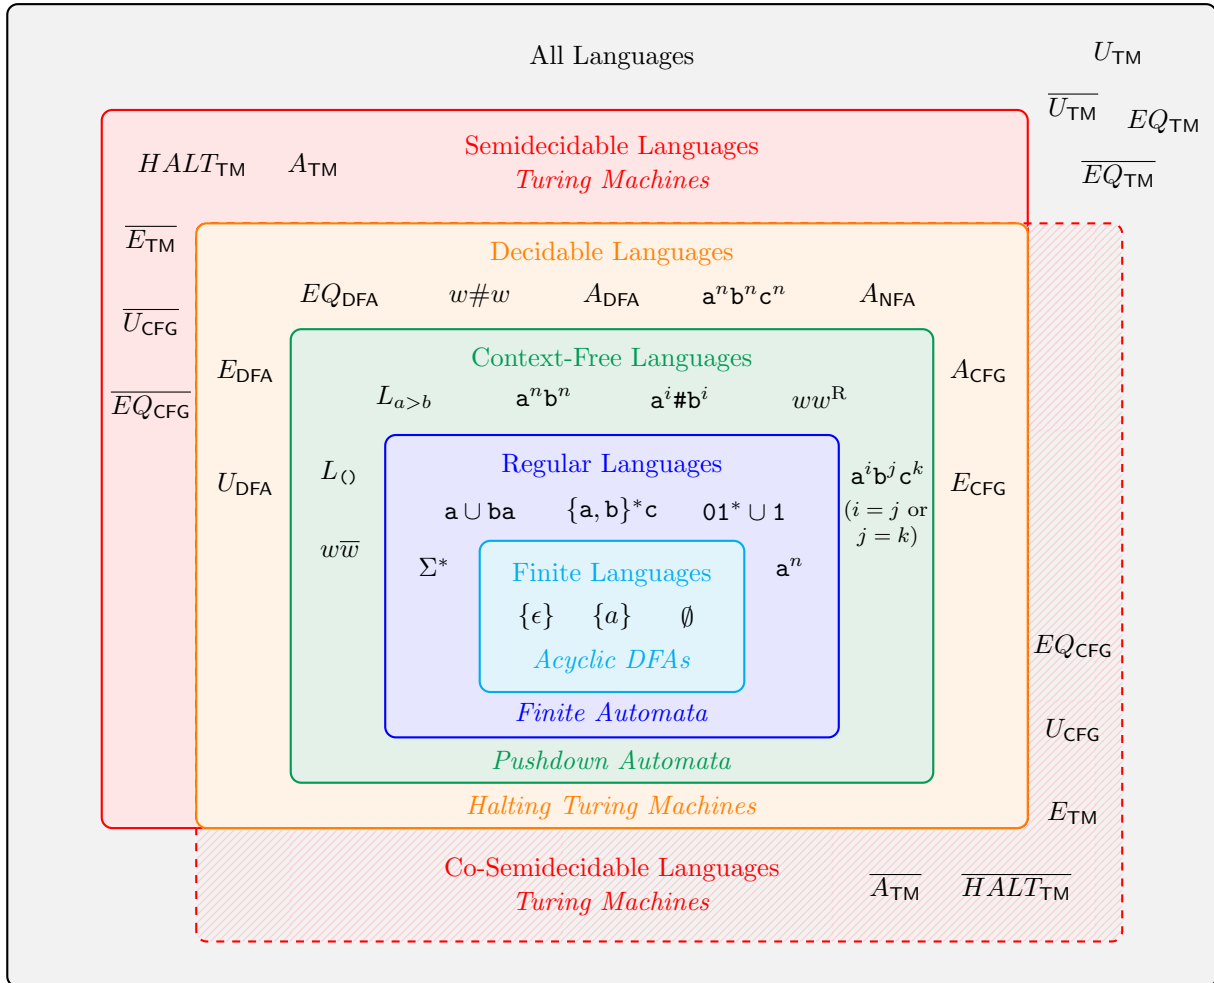 All Languages
U_TM
\overline{U_TM}
EQ_TM
\overline{EQ_TM}
Semidecidable Languages
Turing Machines
HALT_TM A_TM
\overline{E_TM}
\overline{U_CFG}
\overline{EQ_CFG}
Decidable Languages
EQ_DFA w#w A_DFA a^n b^n c^n A_NFA
E_DFA
A_CFG
U_DFA
E_CFG
Context-Free Languages
L_{a>b} a^n b^n a^i#b^i ww^R
L_()
w\overline{w}
a^i b^j c^k
(i = j or
j = k)
Regular Languages
a ∪ ba {a, b}*c 01* ∪ 1
Σ* a^n
Finite Languages
{ϵ} {a} ∅
Acyclic DFAs
Finite Automata
Pushdown Automata
Halting Turing Machines
EQ_CFG
U_CFG
E_TM
Co-Semidecidable Languages
Turing Machines
\overline{A_TM} \overline{HALT_TM}